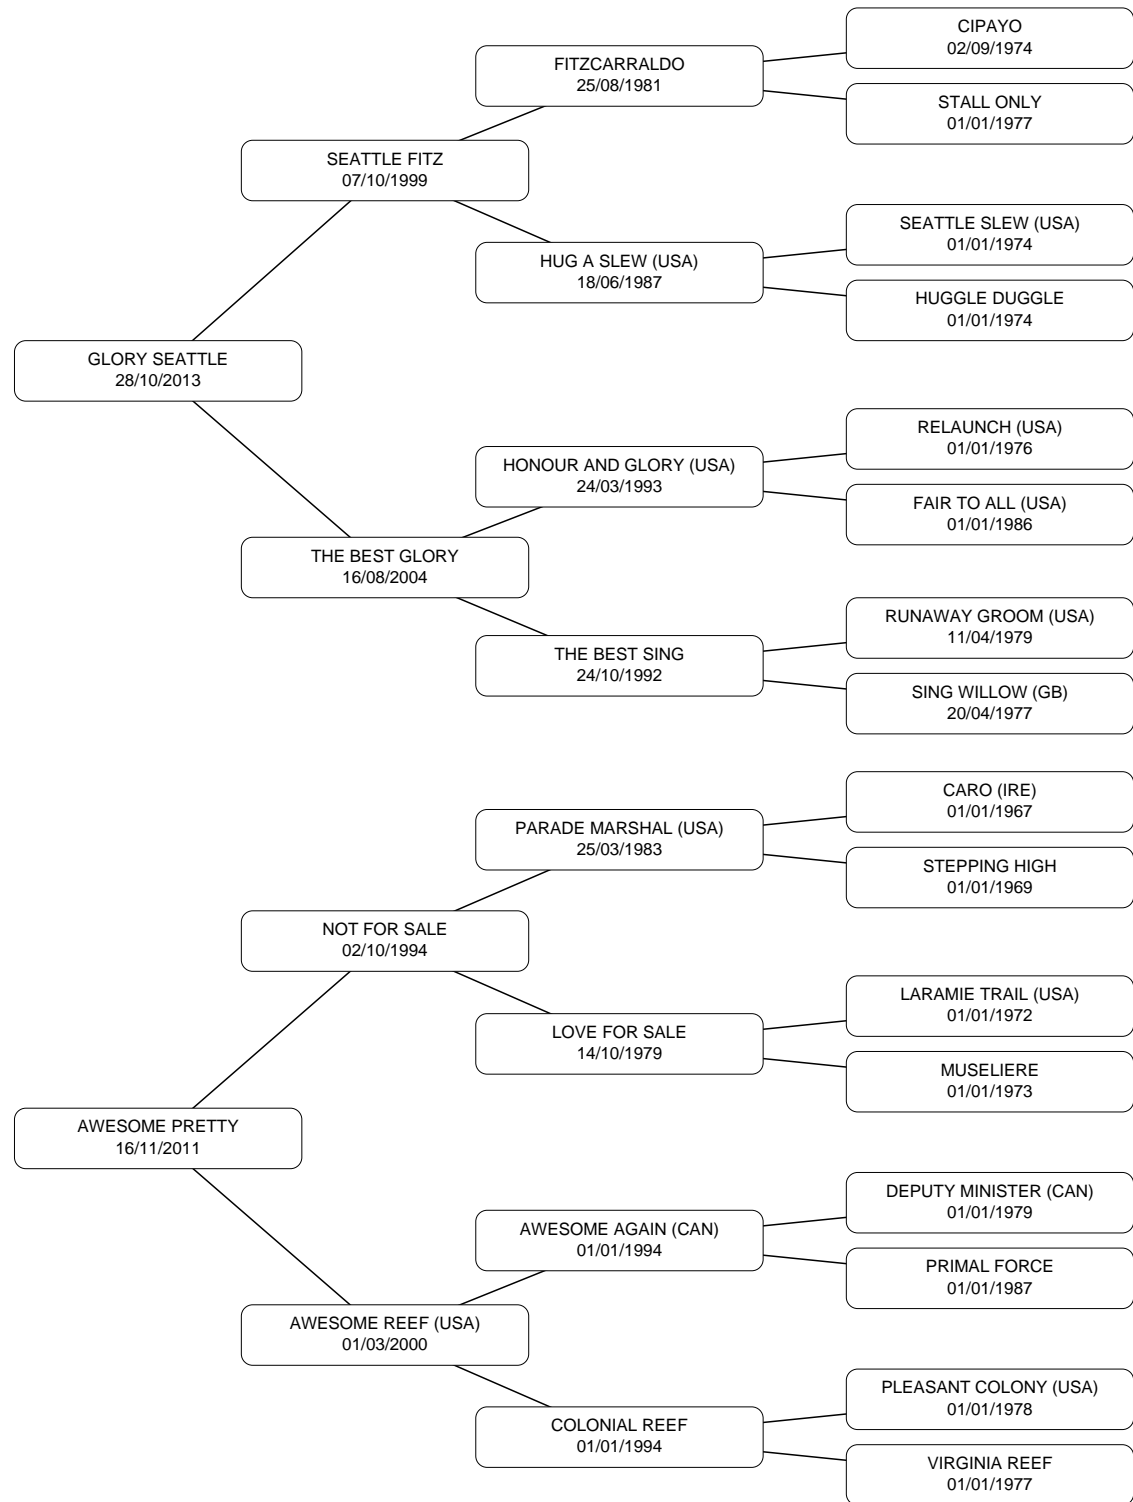 CIPAYO
02/09/1974
FITZCARRALDO
25/08/1981
STALL ONLY
01/01/1977
SEATTLE FITZ
07/10/1999
SEATTLE SLEW (USA)
01/01/1974
HUG A SLEW (USA)
18/06/1987
HUGGLE DUGGLE
01/01/1974
GLORY SEATTLE
28/10/2013
RELAUNCH (USA)
01/01/1976
HONOUR AND GLORY (USA)
24/03/1993
FAIR TO ALL (USA)
01/01/1986
THE BEST GLORY
16/08/2004
RUNAWAY GROOM (USA)
11/04/1979
THE BEST SING
24/10/1992
SING WILLOW (GB)
20/04/1977
CARO (IRE)
01/01/1967
PARADE MARSHAL (USA)
25/03/1983
STEPPING HIGH
01/01/1969
NOT FOR SALE
02/10/1994
LARAMIE TRAIL (USA)
01/01/1972
LOVE FOR SALE
14/10/1979
MUSELIERE
01/01/1973
AWESOME PRETTY
16/11/2011
DEPUTY MINISTER (CAN)
01/01/1979
AWESOME AGAIN (CAN)
01/01/1994
PRIMAL FORCE
01/01/1987
AWESOME REEF (USA)
01/03/2000
PLEASANT COLONY (USA)
01/01/1978
COLONIAL REEF
01/01/1994
VIRGINIA REEF
01/01/1977